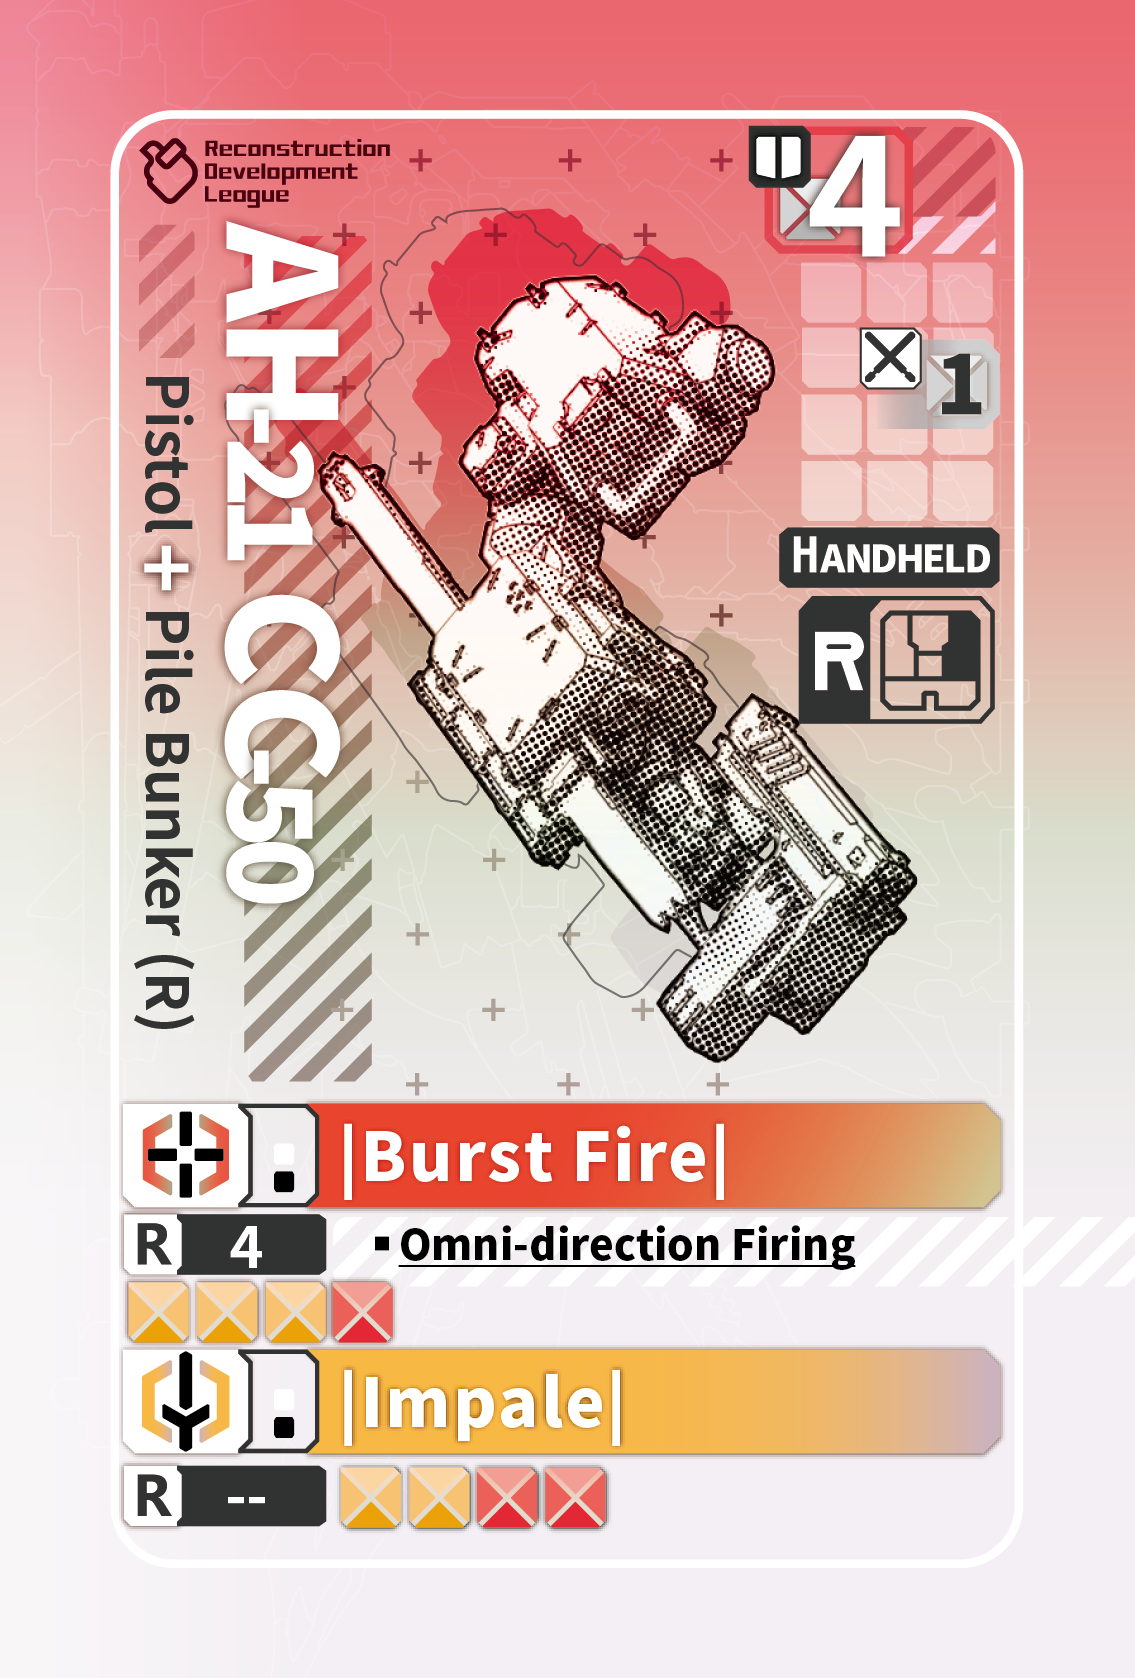 Reconstruction
Development
League
4
1
HANDHELD
R
AH-21 CC-50
Pistol + Pile Bunker (R)
|Burst Fire|
R 4
▪ Omni-direction Firing
|Impale|
R --